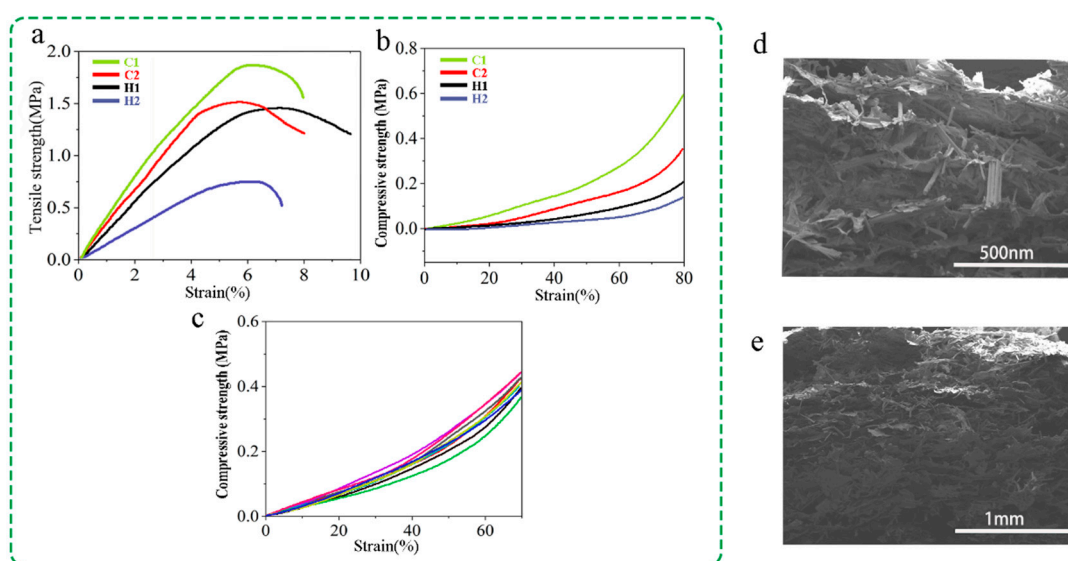 a
Tensile strength(MPa)
2.0
1.5
1.0
0.5
0.0
C1
C2
H1
H2
0 2 4 6 8 10
Strain(%)
b
Compressive strength (MPa)
0.8
0.6
0.4
0.2
0.0
C1
C2
H1
H2
0 20 40 60 80
Strain(%)
c
Compressive strength (MPa)
0.6
0.4
0.2
0.0
0 20 40 60
Strain(%)
d
500nm
e
1mm